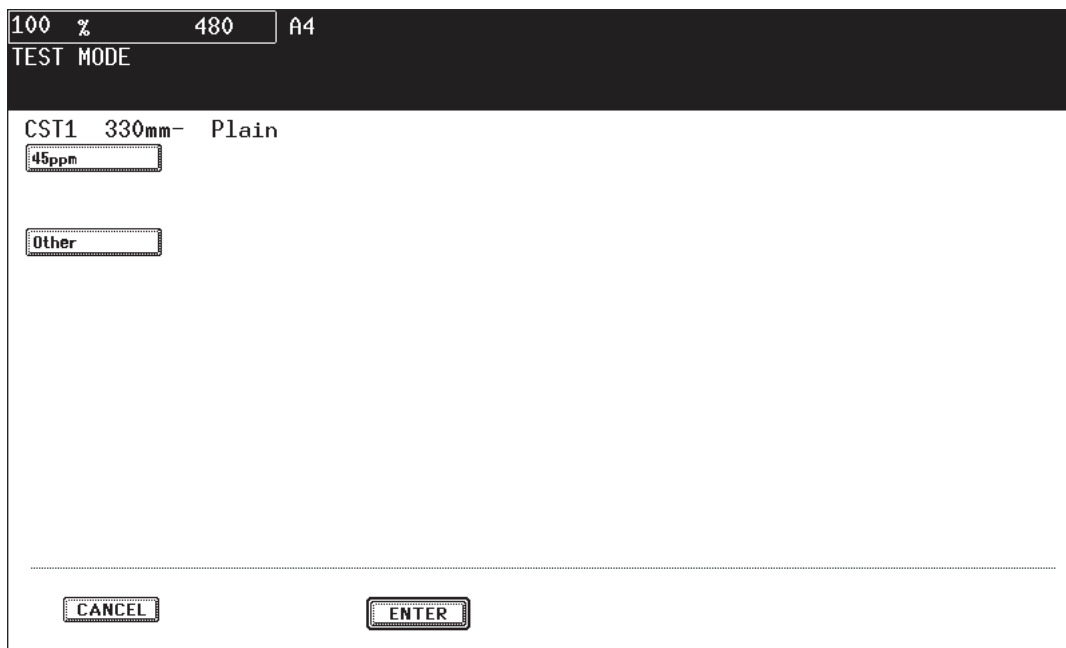 100 % 480 A4
TEST MODE
CST1 330mm- Plain
45ppm
Other
CANCEL ENTER